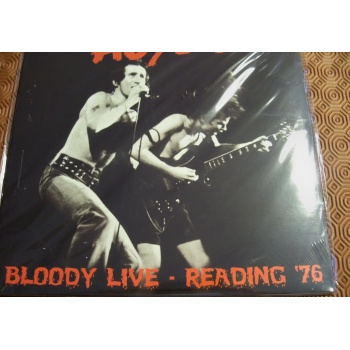 BLOODY LIVE - READING '76